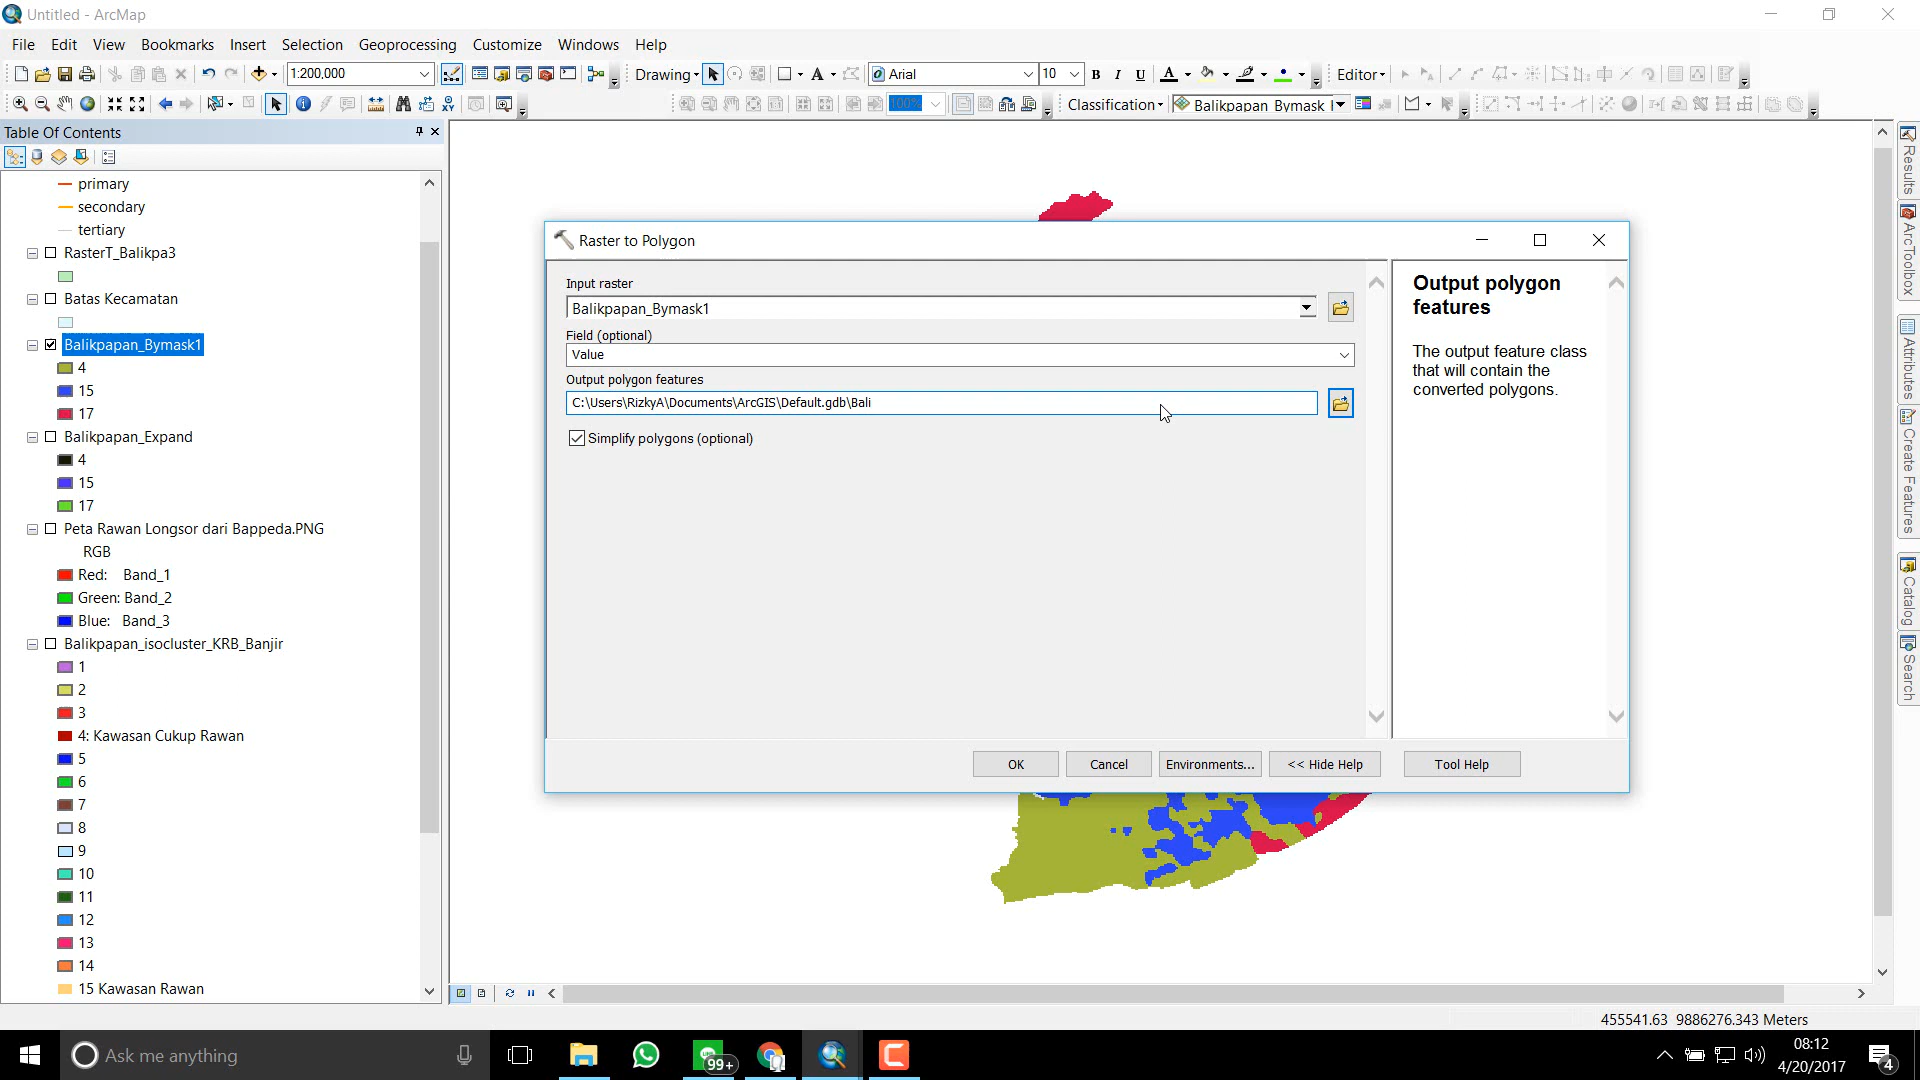 Untitled - ArcMap
File Edit View Bookmarks Insert Selection Geoprocessing Customize Windows Help
1:200,000 Drawing A Arial 10 B I U A Editor
100% Classification Balikpapan_Bymask
Table Of Contents
primary
secondary
tertiary
RasterT_Balikpa3
Batas Kecamatan
Balikpapan_Bymask1
4
15
17
Balikpapan_Expand
4
15
17
Peta Rawan Longsor dari Bappeda.PNG
RGB
Red: Band_1
Green: Band_2
Blue: Band_3
Balikpapan_isocluster_KRB_Banjir
1
2
3
4: Kawasan Cukup Rawan
5
6
7
8
9
10
11
12
13
14
15 Kawasan Rawan
Raster to Polygon
Input raster
Balikpapan_Bymask1
Field (optional)
Value
Output polygon features
C:\Users\RizkyA\Documents\ArcGIS\Default.gdb\Bali
Simplify polygons (optional)
OK Cancel Environments... << Hide Help Tool Help
Output polygon
features
The output feature class
that will contain the
converted polygons.
Results
ArcToolbox
Attributes
Create Features
Catalog
Search
455541.63 9886276.343 Meters
Ask me anything
99+
08:12
4/20/2017
4